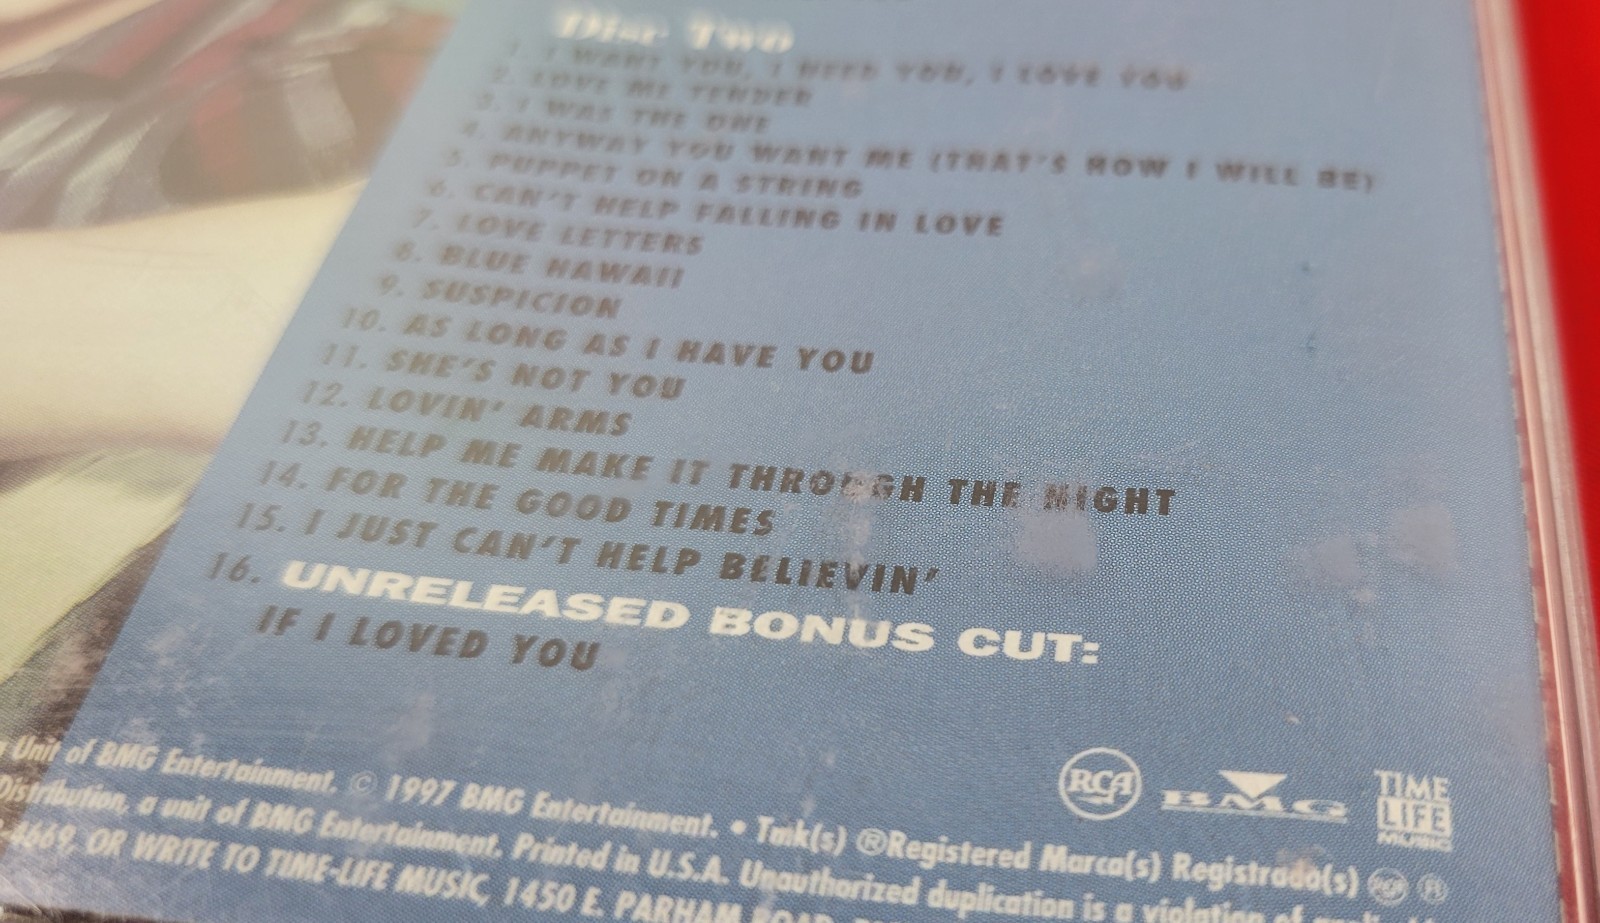 Disc Two
1. I WANT YOU, I NEED YOU, I LOVE YOU
2. LOVE ME TENDER
3. I WAS THE ONE
4. ANYWAY YOU WANT ME (THAT'S HOW I WILL BE)
5. PUPPET ON A STRING
6. CAN'T HELP FALLING IN LOVE
7. LOVE LETTERS
8. BLUE HAWAII
9. SUSPICION
10. AS LONG AS I HAVE YOU
11. SHE'S NOT YOU
12. LOVIN' ARMS
13. HELP ME MAKE IT THROUGH THE NIGHT
14. FOR THE GOOD TIMES
15. I JUST CAN'T HELP BELIEVIN'
16. UNRELEASED BONUS CUT:
IF I LOVED YOU
RCA
BMG
TIME
LIFE
MUSIC
Unit of BMG Entertainment, © 1997 BMG Entertainment. • Tmk(s) ®Registered Marca(s) Registrada(s) RCA
Distribution, a unit of BMG Entertainment. Printed in U.S.A. Unauthorized duplication is a violation of
4669, OR WRITE TO TIME-LIFE MUSIC, 1450 E. PARHAM ROAD,